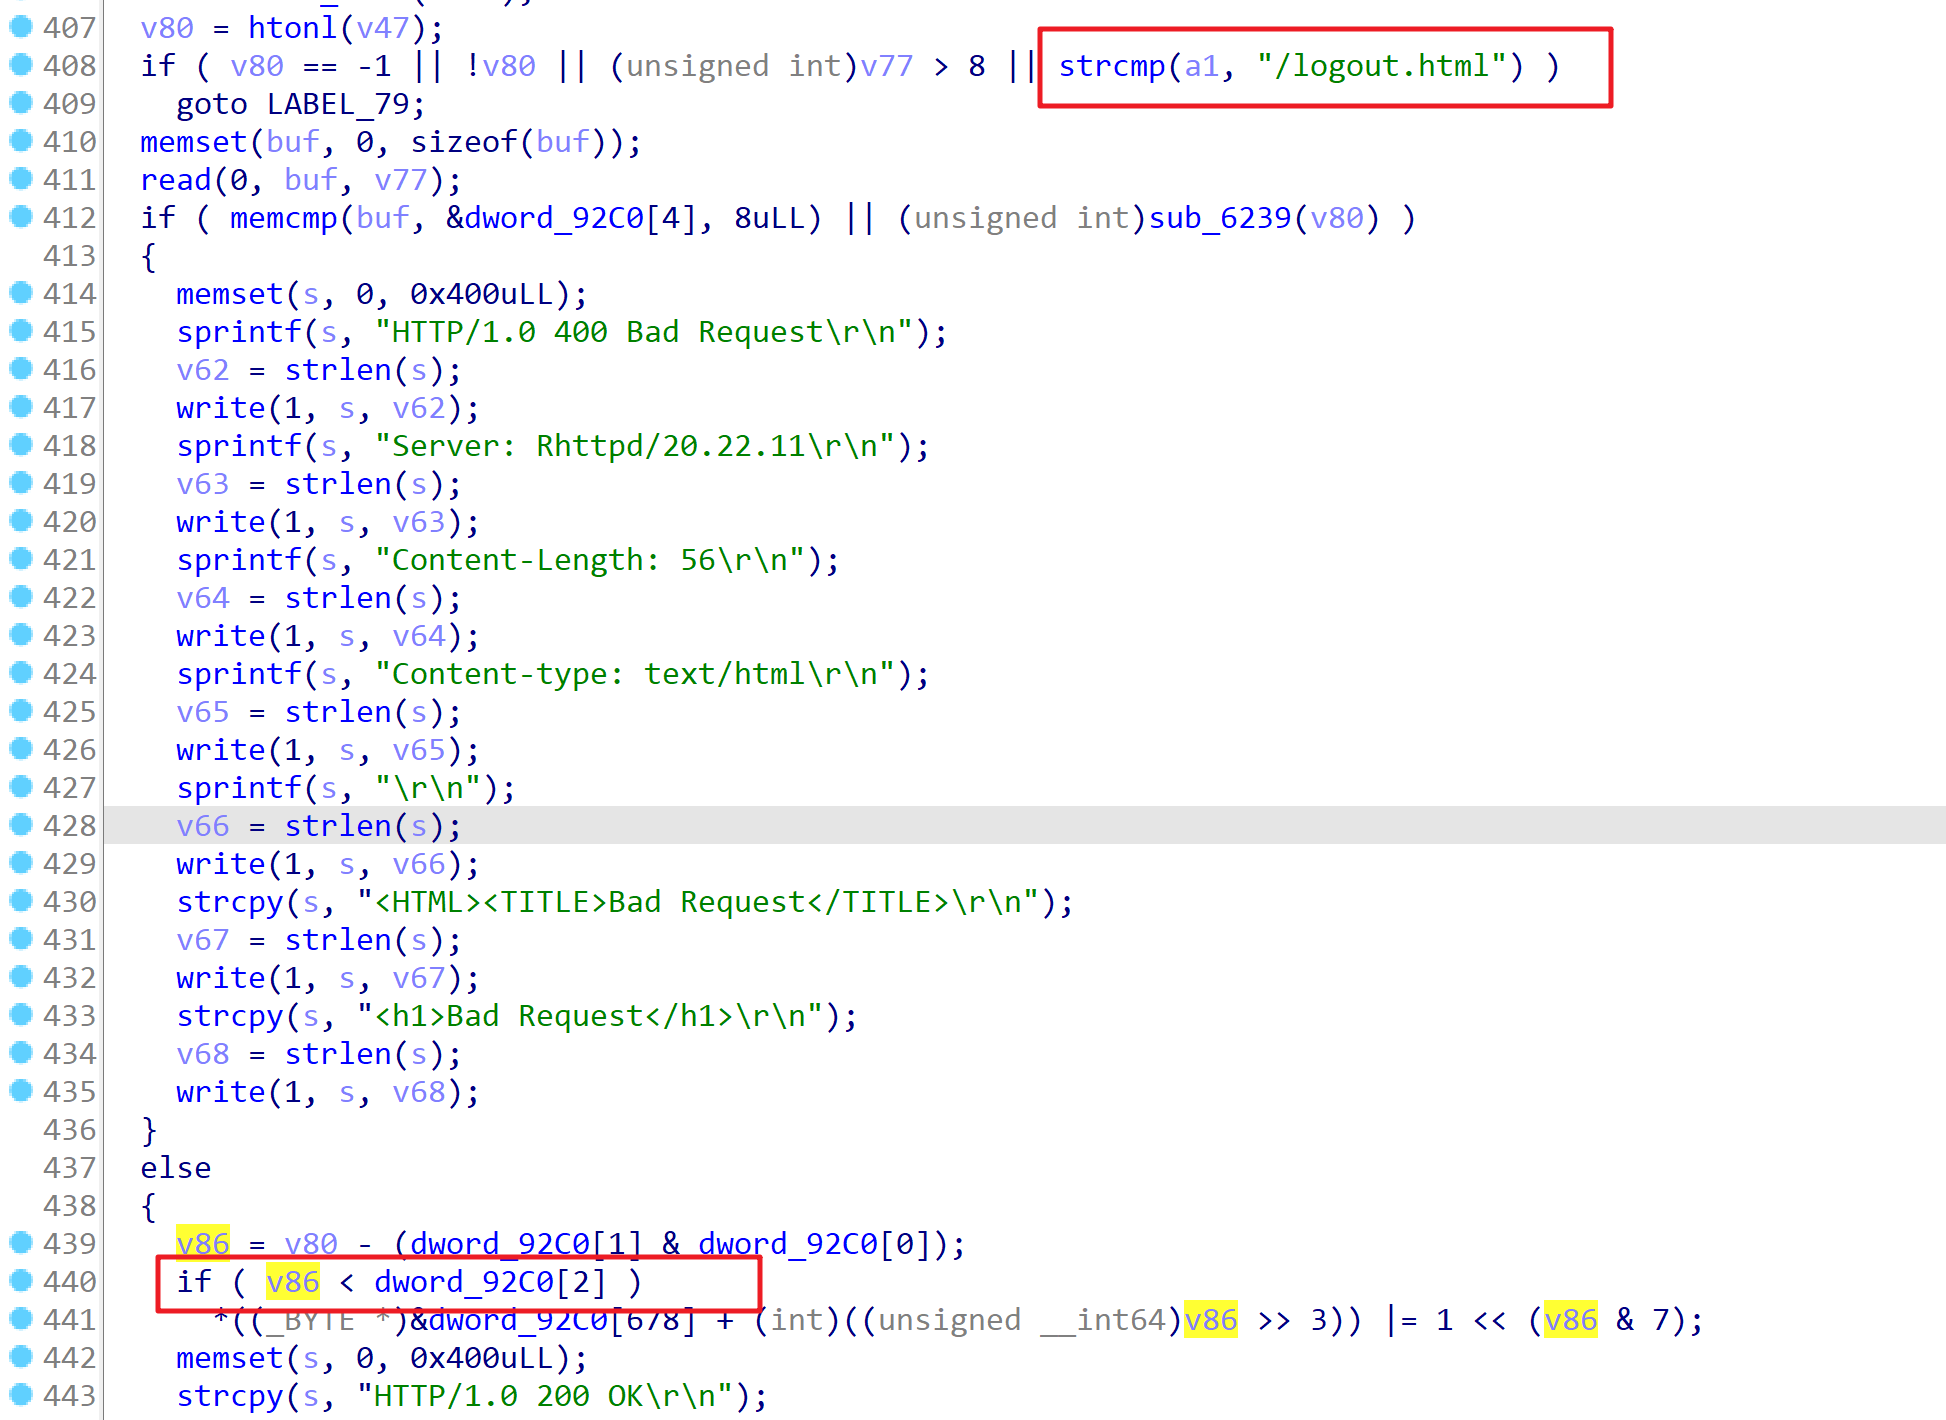 407 v80 = htonl(v47);
408 if ( v80 == -1 || !v80 || (unsigned int)v77 > 8 || strcmp(a1, "/logout.html") )
409 goto LABEL_79;
410 memset(buf, 0, sizeof(buf));
411 read(0, buf, v77);
412 if ( memcmp(buf, &dword_92C0[4], 8uLL) || (unsigned int)sub_6239(v80) )
413 {
414 memset(s, 0, 0x400uLL);
415 sprintf(s, "HTTP/1.0 400 Bad Request\r\n");
416 v62 = strlen(s);
417 write(1, s, v62);
418 sprintf(s, "Server: Rhttpd/20.22.11\r\n");
419 v63 = strlen(s);
420 write(1, s, v63);
421 sprintf(s, "Content-Length: 56\r\n");
422 v64 = strlen(s);
423 write(1, s, v64);
424 sprintf(s, "Content-type: text/html\r\n");
425 v65 = strlen(s);
426 write(1, s, v65);
427 sprintf(s, "\r\n");
428 v66 = strlen(s);
429 write(1, s, v66);
430 strcpy(s, "<HTML><TITLE>Bad Request</TITLE>\r\n");
431 v67 = strlen(s);
432 write(1, s, v67);
433 strcpy(s, "<h1>Bad Request</h1>\r\n");
434 v68 = strlen(s);
435 write(1, s, v68);
436 }
437 else
438 {
439 v86 = v80 - (dword_92C0[1] & dword_92C0[0]);
440 if ( v86 < dword_92C0[2] )
441 *((_BYTE *)&dword_92C0[678] + (int)((unsigned __int64)v86 >> 3)) |= 1 << (v86 & 7);
442 memset(s, 0, 0x400uLL);
443 strcpy(s, "HTTP/1.0 200 OK\r\n");